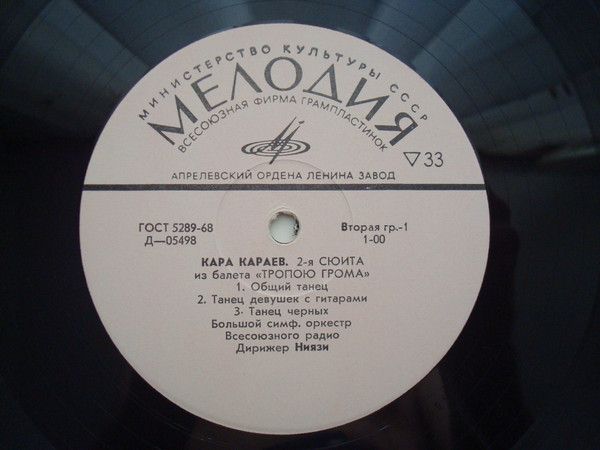 МИНИСТЕРСТВО КУЛЬТУРЫ СССР
МЕЛОДИЯ
ВСЕСОЮЗНАЯ ФИРМА ГРАМПЛАСТИНОК
▽33
АПРЕЛЕВСКИЙ ОРДЕНА ЛЕНИНА ЗАВОД
ГОСТ 5289-68 Вторая гр.-1
Д—05498 1-00
КАРА КАРАЕВ. 2-я СЮИТА
из балета «ТРОПОЮ ГРОМА»
1. Общий танец
2. Танец девушек с гитарами
3. Танец черных
Большой симф. оркестр
Всесоюзного радио
Дирижер Ниязи